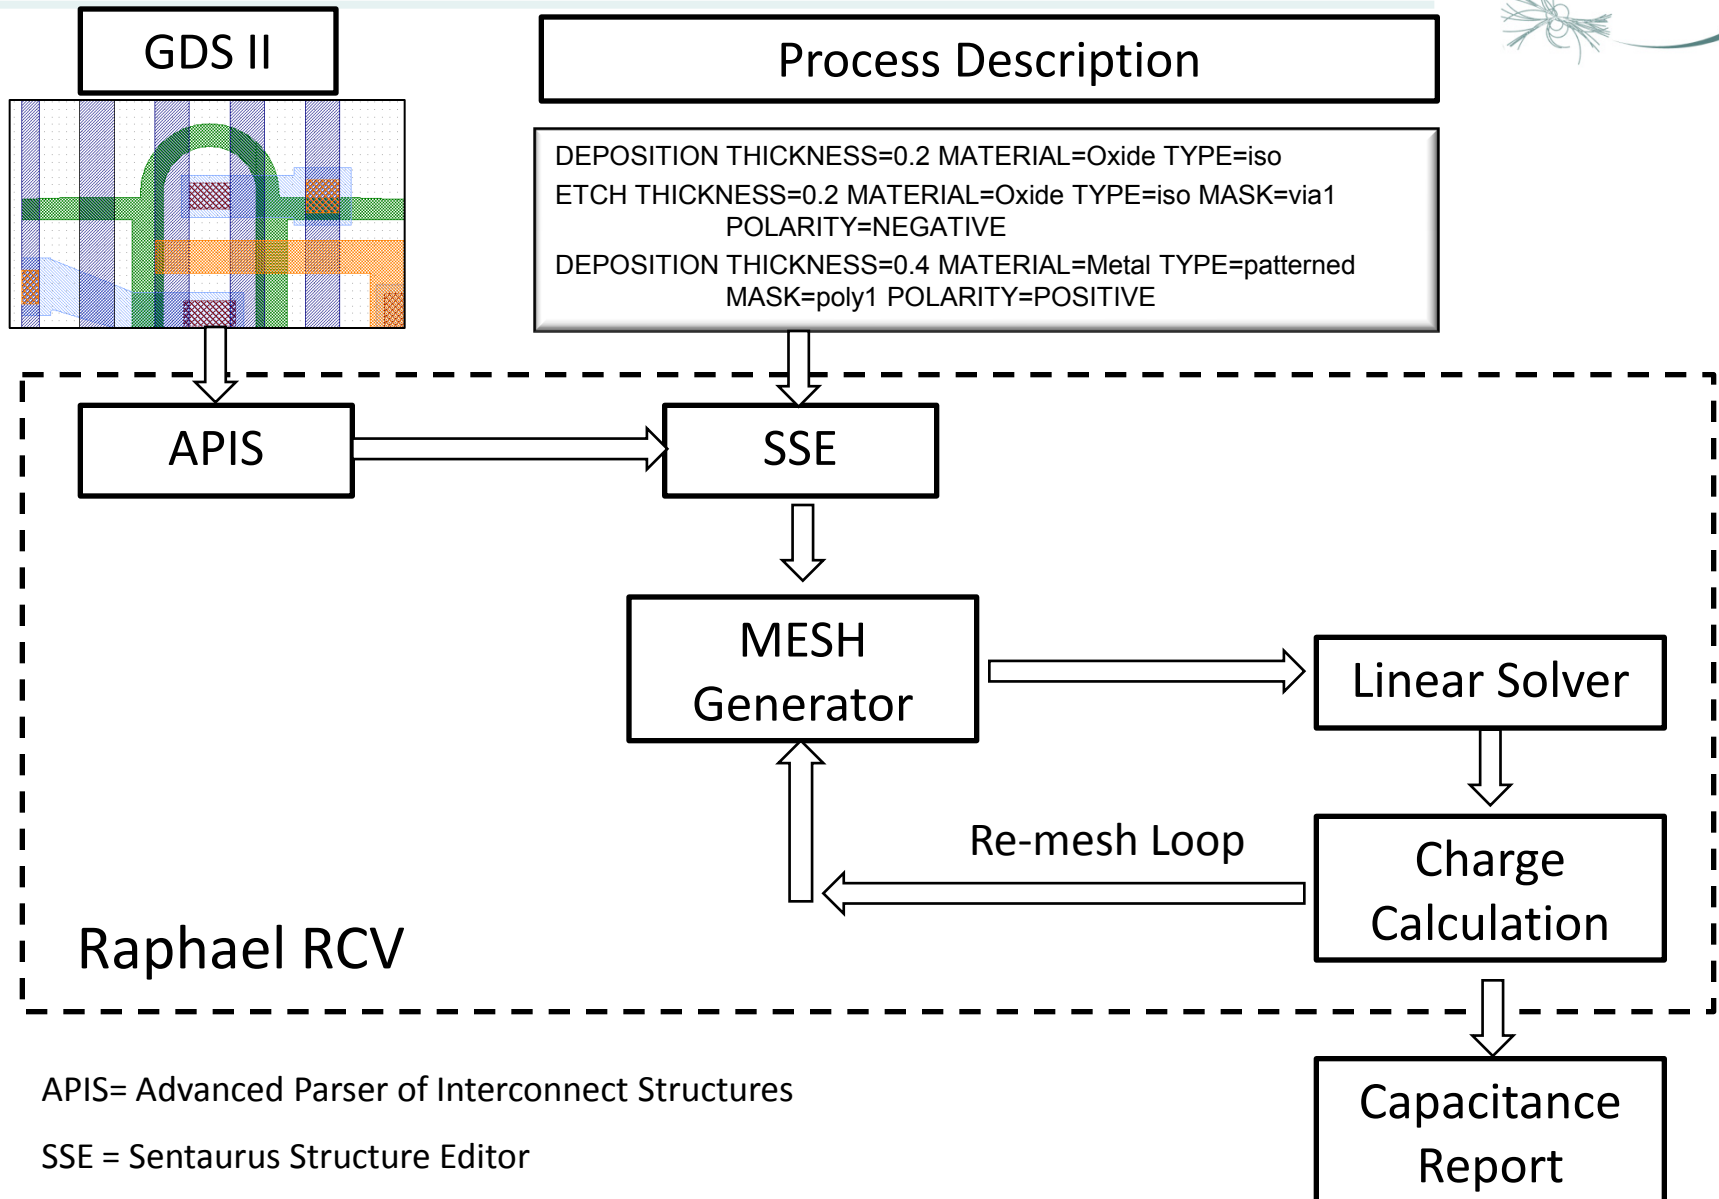 GDS II
Process Description
DEPOSITION THICKNESS=0.2 MATERIAL=Oxide TYPE=iso
ETCH THICKNESS=0.2 MATERIAL=Oxide TYPE=iso MASK=via1
POLARITY=NEGATIVE
DEPOSITION THICKNESS=0.4 MATERIAL=Metal TYPE=patterned
MASK=poly1 POLARITY=POSITIVE
APIS
SSE
MESH
Generator
Linear Solver
Re-mesh Loop
Charge
Calculation
Raphael RCV
APIS= Advanced Parser of Interconnect Structures
SSE = Sentaurus Structure Editor
Capacitance
Report